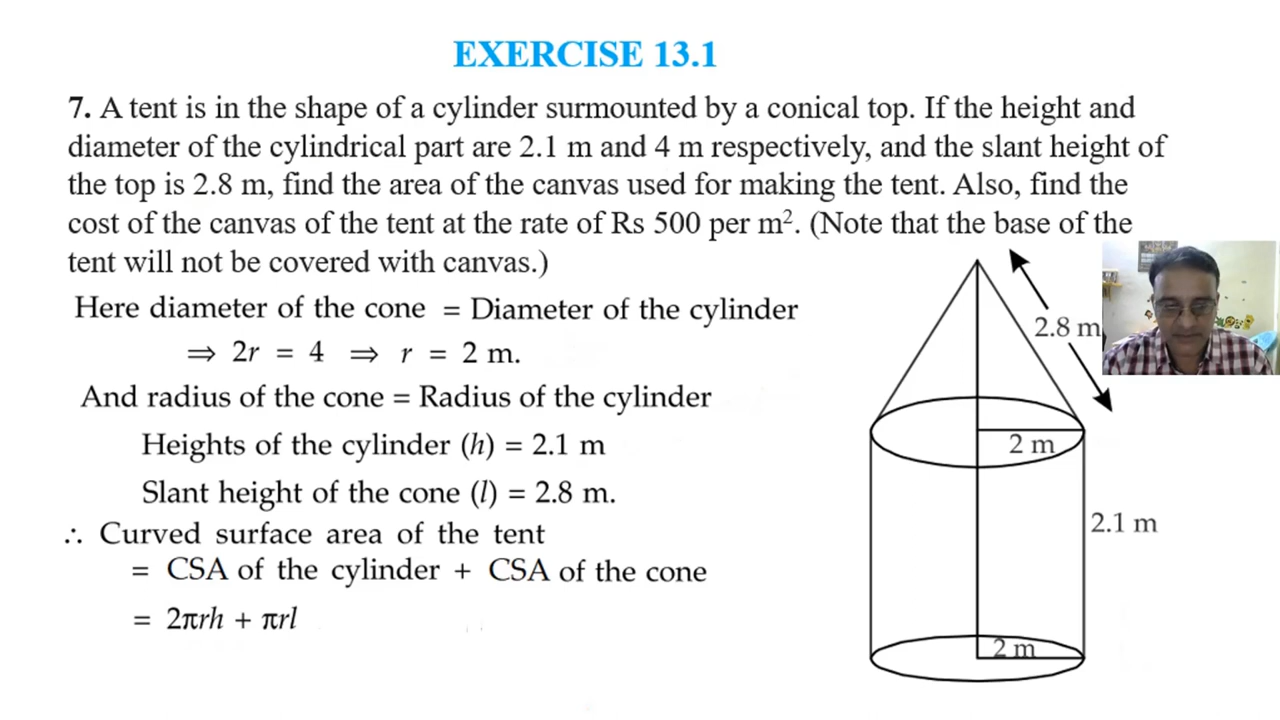 EXERCISE 13.1
7. A tent is in the shape of a cylinder surmounted by a conical top. If the height and
diameter of the cylindrical part are 2.1 m and 4 m respectively, and the slant height of
the top is 2.8 m, find the area of the canvas used for making the tent. Also, find the
cost of the canvas of the tent at the rate of Rs 500 per m². (Note that the base of the
tent will not be covered with canvas.)
Here diameter of the cone = Diameter of the cylinder
⇒ 2r = 4 ⇒ r = 2 m.
And radius of the cone = Radius of the cylinder
Heights of the cylinder (h) = 2.1 m
Slant height of the cone (l) = 2.8 m.
∴ Curved surface area of the tent
= CSA of the cylinder + CSA of the cone
= 2πrh + πrl
2.8 m
2 m
2.1 m
2 m